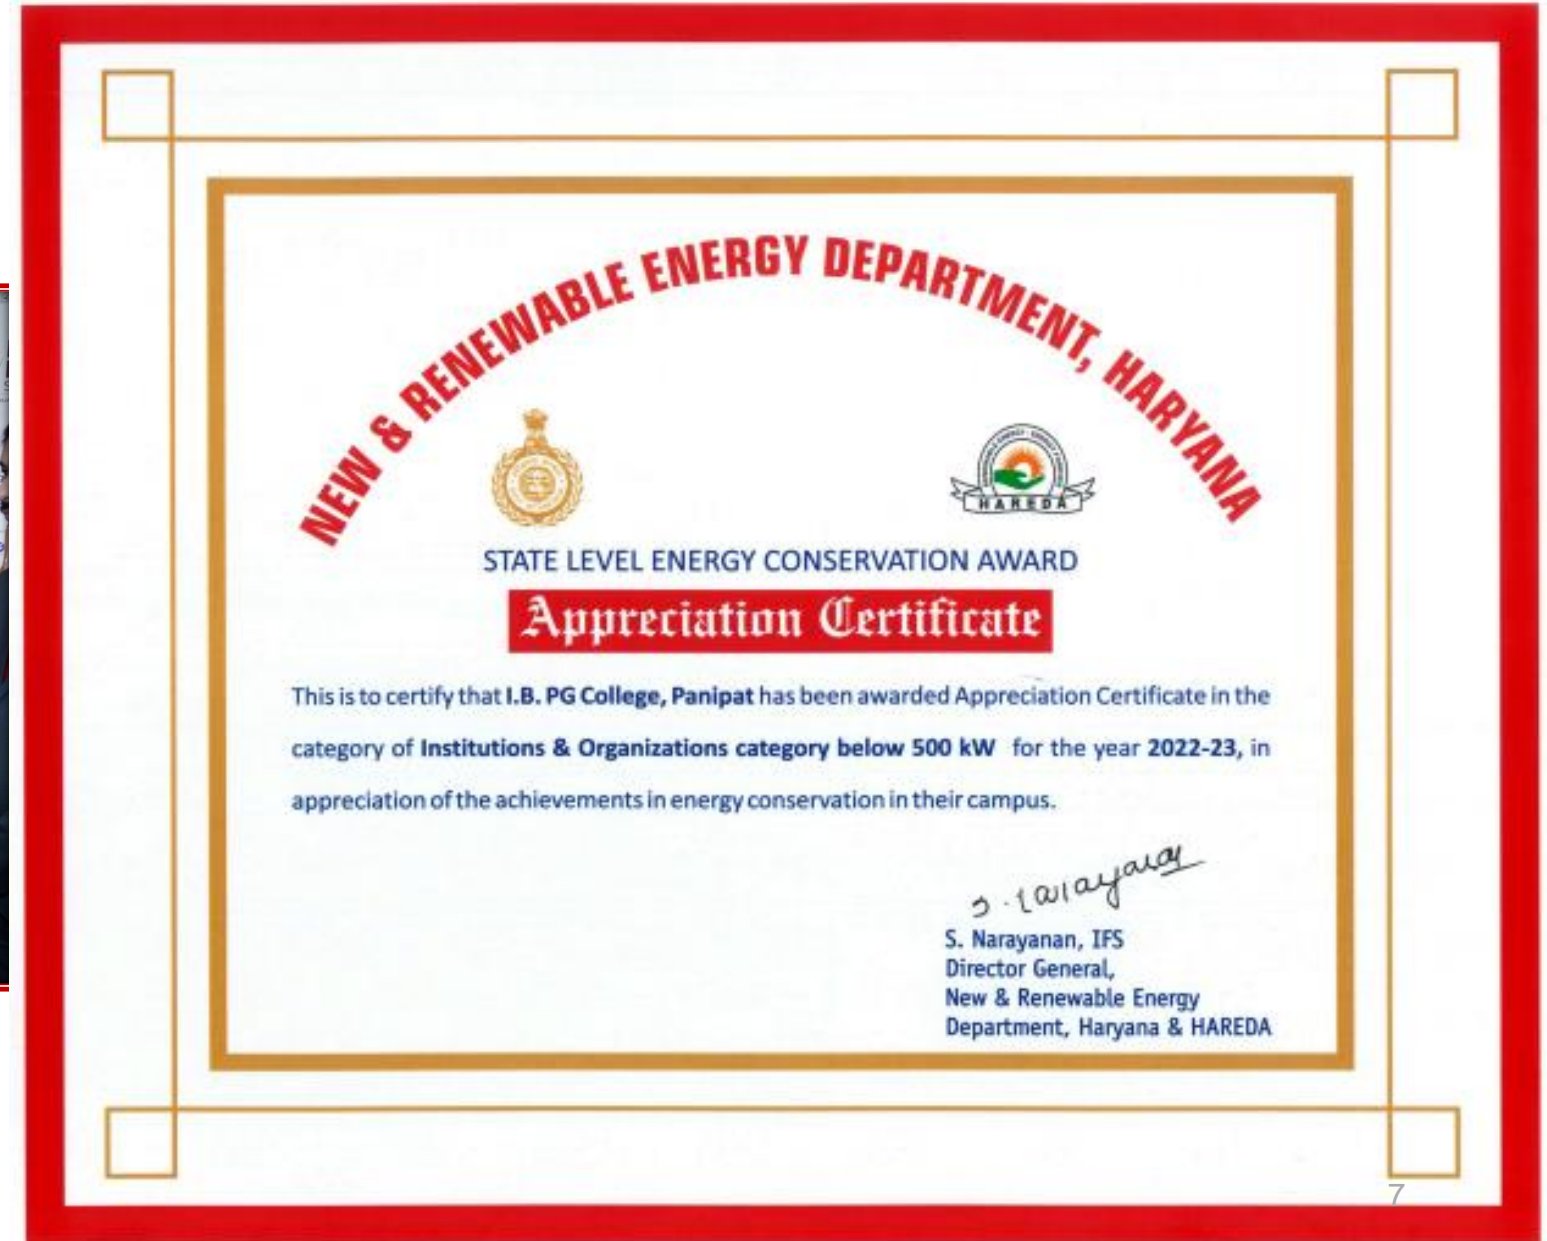 NEW & RENEWABLE ENERGY DEPARTMENT, HARYANA
HAREDA
STATE LEVEL ENERGY CONSERVATION AWARD
Appreciation Certificate
This is to certify that I.B. PG College, Panipat has been awarded Appreciation Certificate in the
category of Institutions & Organizations category below 500 kW for the year 2022-23, in
appreciation of the achievements in energy conservation in their campus.
S. Narayanan, IFS
Director General,
New & Renewable Energy
Department, Haryana & HAREDA
7